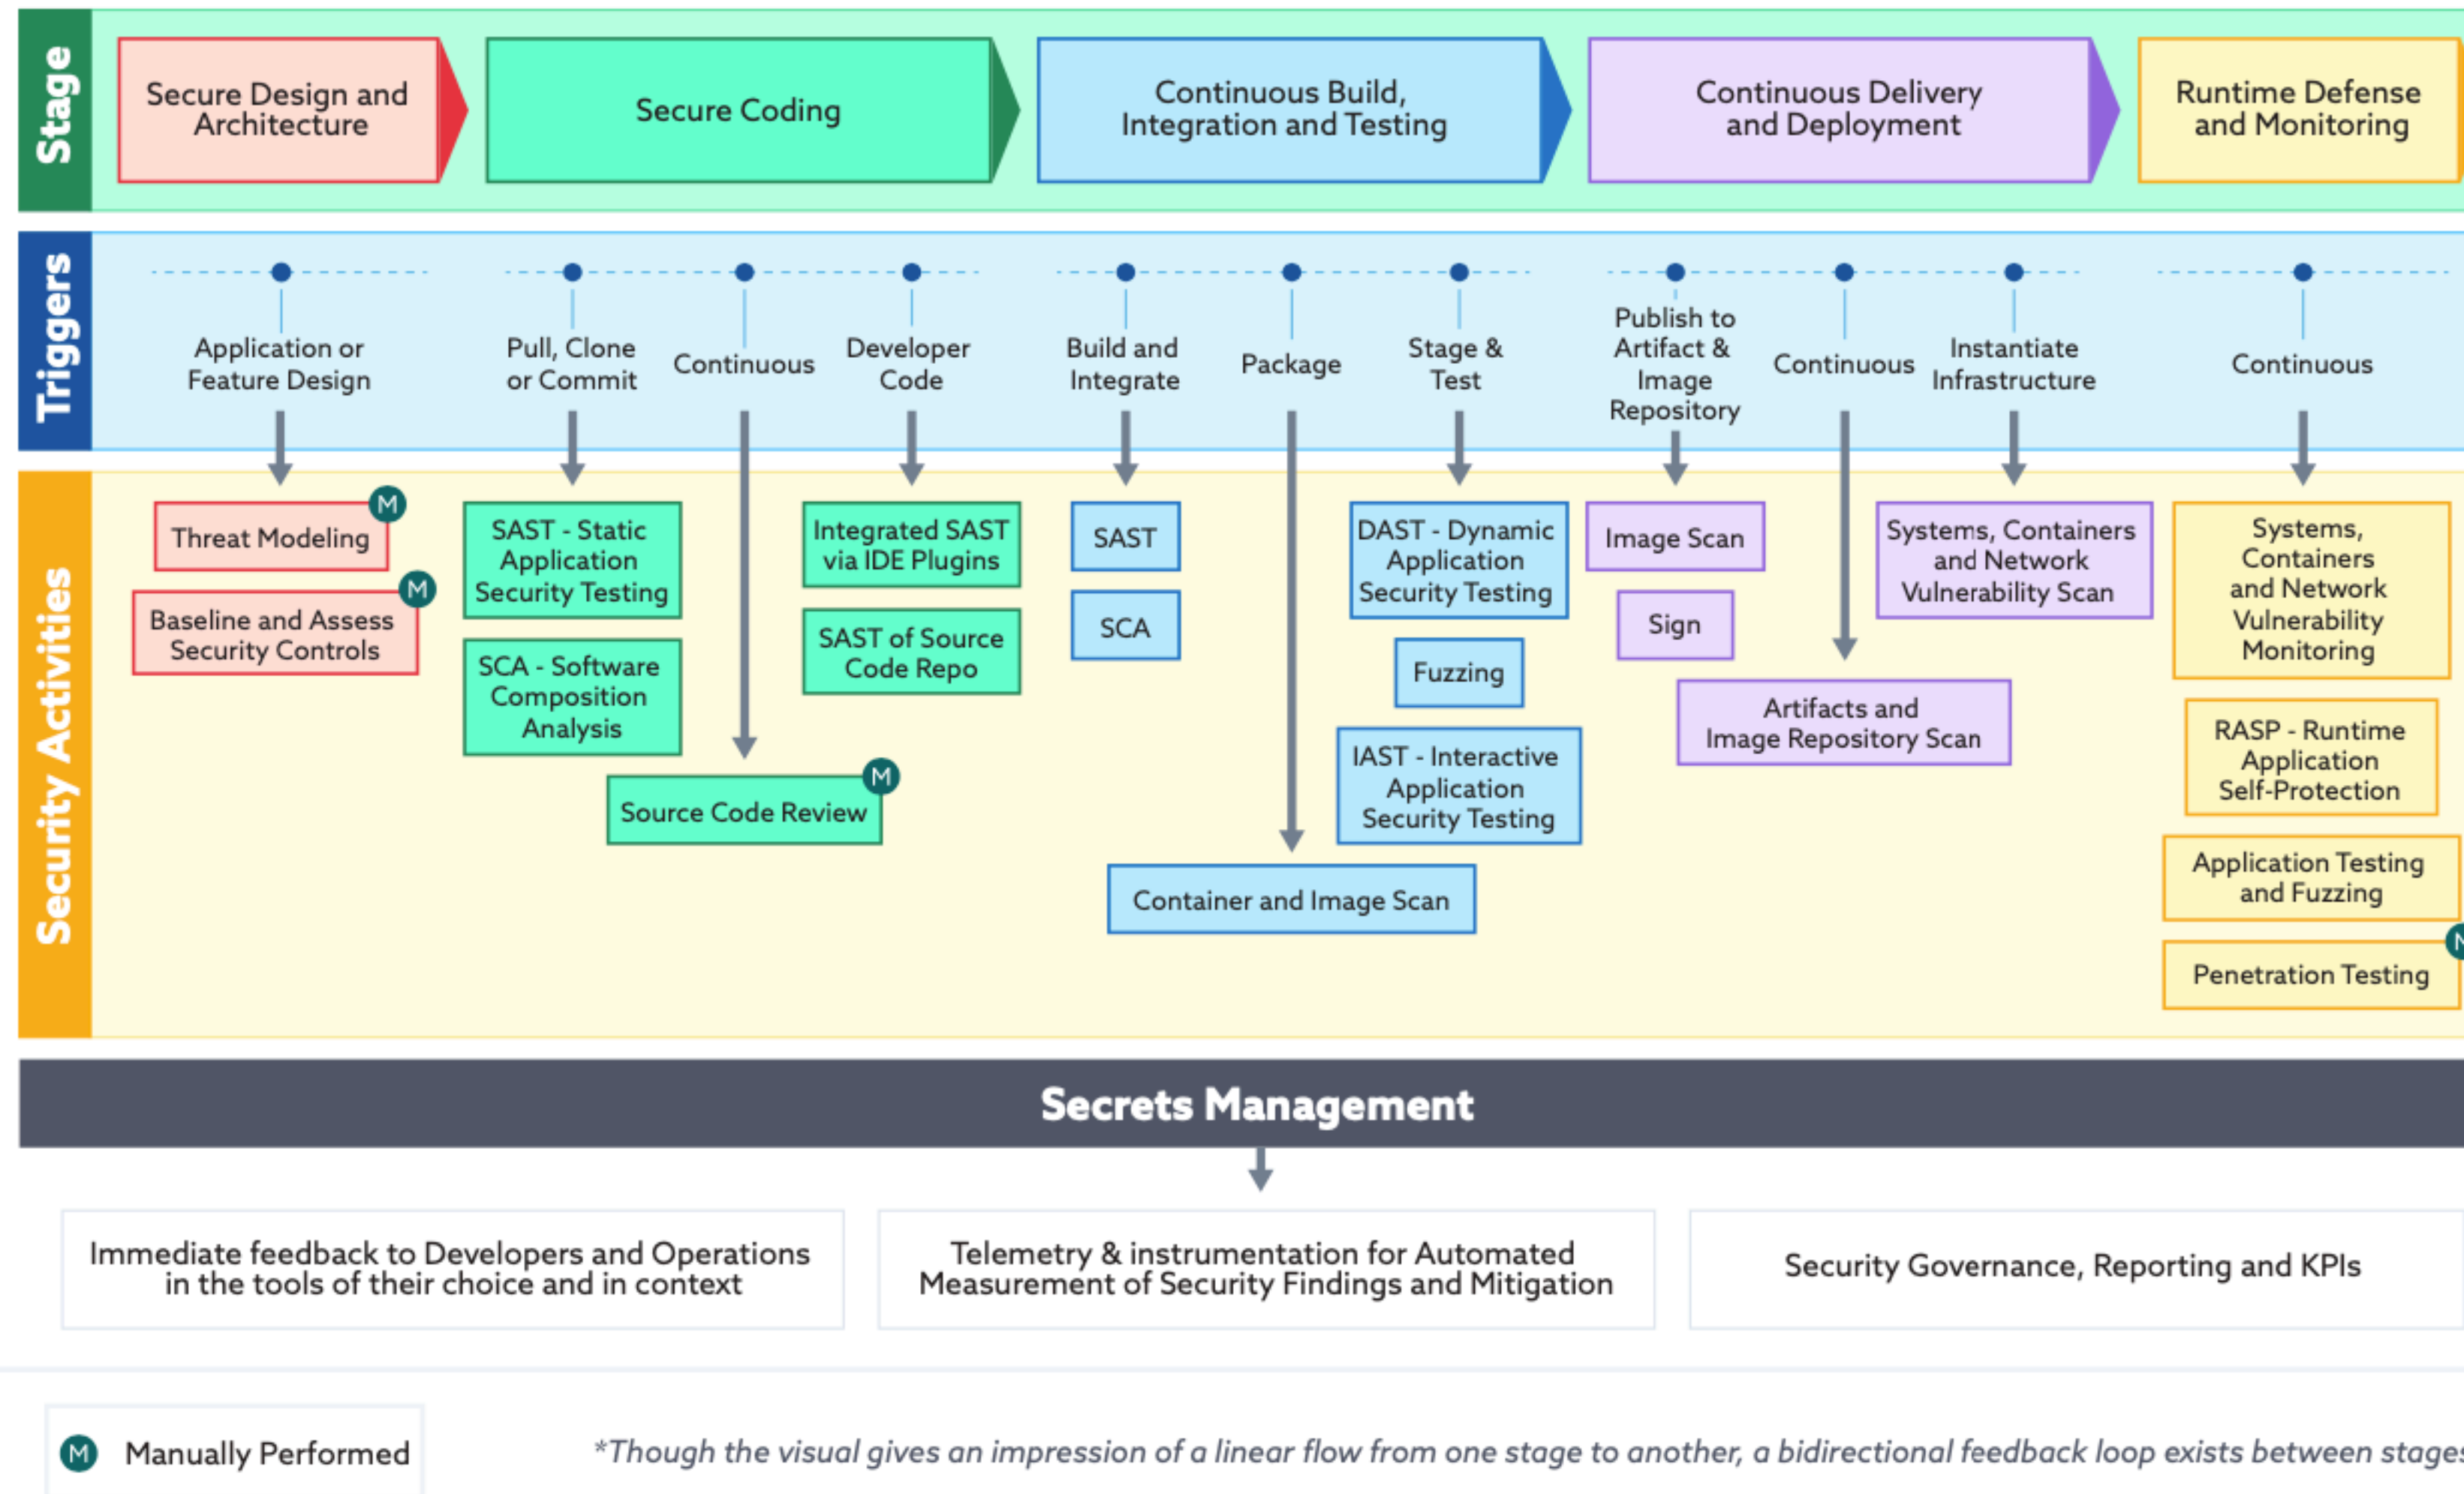 Stage
Secure Design and
Architecture
Secure Coding
Continuous Build,
Integration and Testing
Continuous Delivery
and Deployment
Runtime Defense
and Monitoring
Triggers
Application or
Feature Design
Pull, Clone
or Commit
Continuous
Developer
Code
Build and
Integrate
Package
Stage &
Test
Publish to
Artifact &
Image
Repository
Continuous
Instantiate
Infrastructure
Continuous
Security Activities
Threat Modeling
M
Baseline and Assess
Security Controls
M
SAST - Static
Application
Security Testing
SCA - Software
Composition
Analysis
Source Code Review
M
Integrated SAST
via IDE Plugins
SAST of Source
Code Repo
SAST
SCA
Container and Image Scan
DAST - Dynamic
Application
Security Testing
Fuzzing
IAST - Interactive
Application
Security Testing
Image Scan
Sign
Artifacts and
Image Repository Scan
Systems, Containers
and Network
Vulnerability Scan
Systems,
Containers
and Network
Vulnerability
Monitoring
RASP - Runtime
Application
Self-Protection
Application Testing
and Fuzzing
Penetration Testing
M
Secrets Management
Immediate feedback to Developers and Operations
in the tools of their choice and in context
Telemetry & instrumentation for Automated
Measurement of Security Findings and Mitigation
Security Governance, Reporting and KPIs
M Manually Performed
*Though the visual gives an impression of a linear flow from one stage to another, a bidirectional feedback loop exists between stages